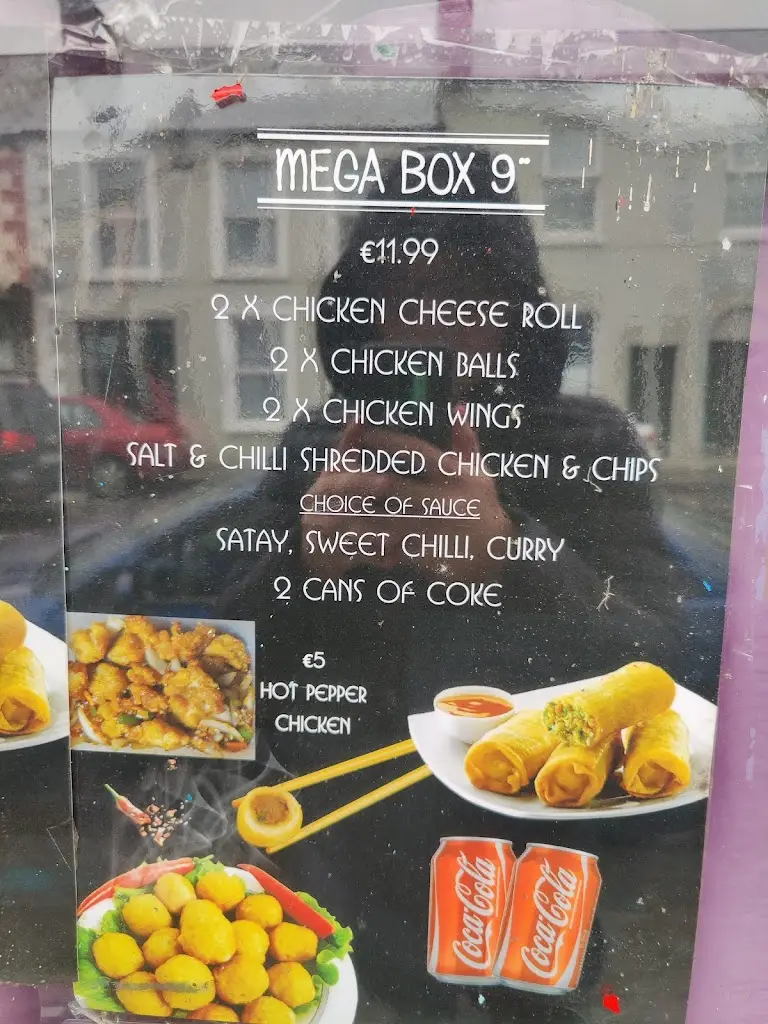 MEGA BOX 9"
€11.99
2 X CHICKEN CHEESE ROLL
2 X CHICKEN BALLS
2 X CHICKEN WINGS
SALT & CHILLI SHREDDED CHICKEN & CHIPS
CHOICE OF SAUCE
SATAY, SWEET CHILLI, CURRY
2 CANS OF COKE
€5
HOT PEPPER
CHICKEN
Coca-Cola
Coca-Cola